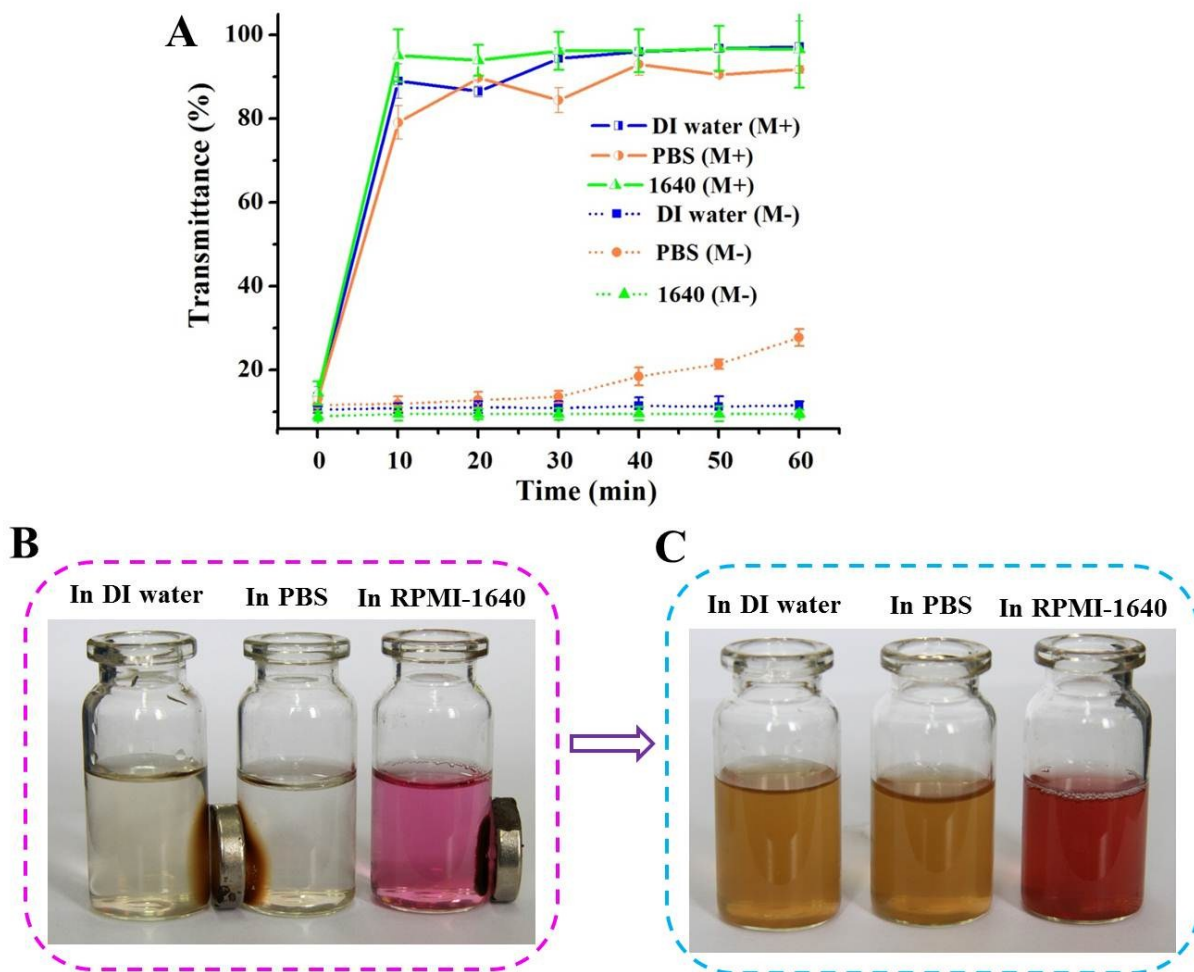 A
Transmittance (%)
100
80
60
40
20
DI water (M+)
PBS (M+)
1640 (M+)
DI water (M-)
PBS (M-)
1640 (M-)
0 10 20 30 40 50 60
Time (min)
B
In DI water In PBS In RPMI-1640
C
In DI water In PBS In RPMI-1640